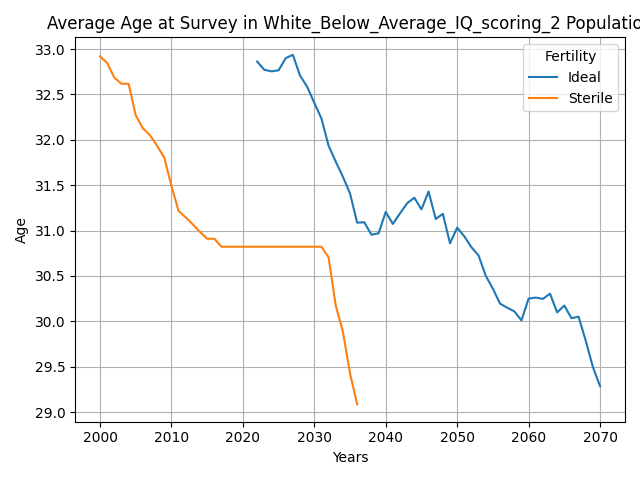 Average Age at Survey in White_Below_Average_IQ_scoring_2 Populatio
33.0
32.5
32.0
31.5
31.0
30.5
30.0
29.5
29.0
Age
Fertility
Ideal
Sterile
2000 2010 2020 2030 2040 2050 2060 2070
Years